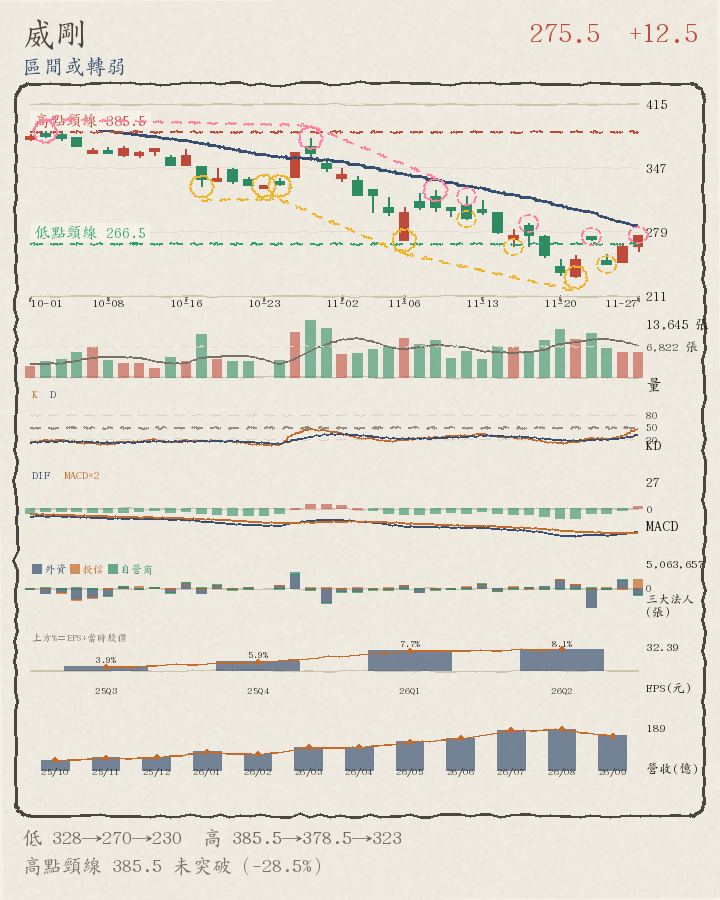 威剛
275.5 +12.5
區間或轉弱
415
高點頸線 385.5
347
低點頸線 266.5
279
211
10-01 10-08 10-16 10-23 11-02 11-06 11-13 11-20 11-27
13,645 張
6,822 張
量
K D
80
50
20
KD
DIF MACD×2
27
0
MACD
外資 投信 自營商
5,063,657
0
三大法人
(張)
上方%=EPS÷當時股價
3.9% 5.9% 7.7% 8.1%
32.39
25Q3 25Q4 26Q1 26Q2
EPS(元)
189
25/10 25/11 25/12 26/01 26/02 26/03 26/04 26/05 26/06 26/07 26/08 26/09
營收(億)
低 328→270→230 高 385.5→378.5→323
高點頸線 385.5 未突破 (-28.5%)